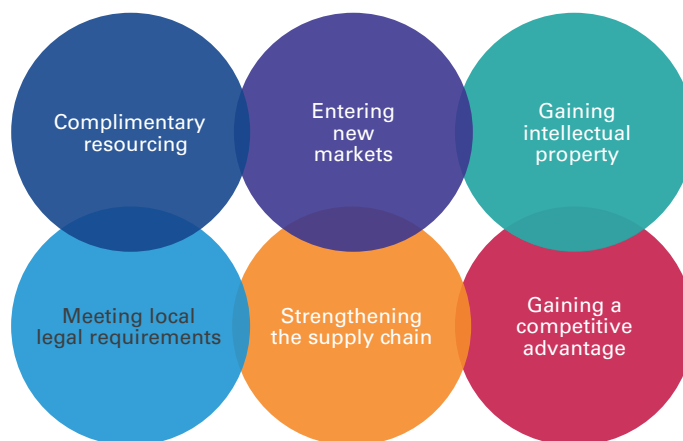 Complimentary
resourcing
Entering
new
markets
Gaining
intellectual
property
Meeting local
legal requirements
Strengthening
the supply chain
Gaining a
competitive
advantage